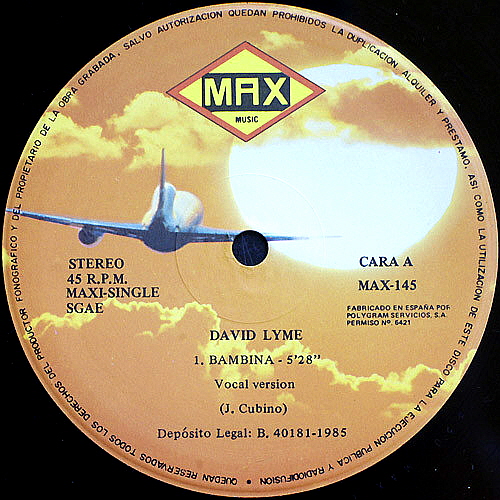 QUEDAN RESERVADOS TODOS LOS DERECHOS DEL PRODUCTOR FONOGRAFICO Y DEL PROPIETARIO DE LA OBRA GRABADA, SALVO AUTORIZACION QUEDAN PROHIBIDOS LA DUPLICACION, ALQUILER Y PRESTAMO, ASI COMO LA UTILIZACION DE ESTE DISCO PARA LA EJECUCION PUBLICA Y RADIODIFUSION •
MAX
MUSIC
STEREO
45 R.P.M.
MAXI-SINGLE
SGAE
CARA A
MAX-145
FABRICADO EN ESPAÑA POR
POLYGRAM SERVICIOS, S.A.
PERMISO Nº. 6421
DAVID LYME
1. BAMBINA - 5'28"
Vocal version
(J. Cubino)
Depósito Legal: B. 40181-1985